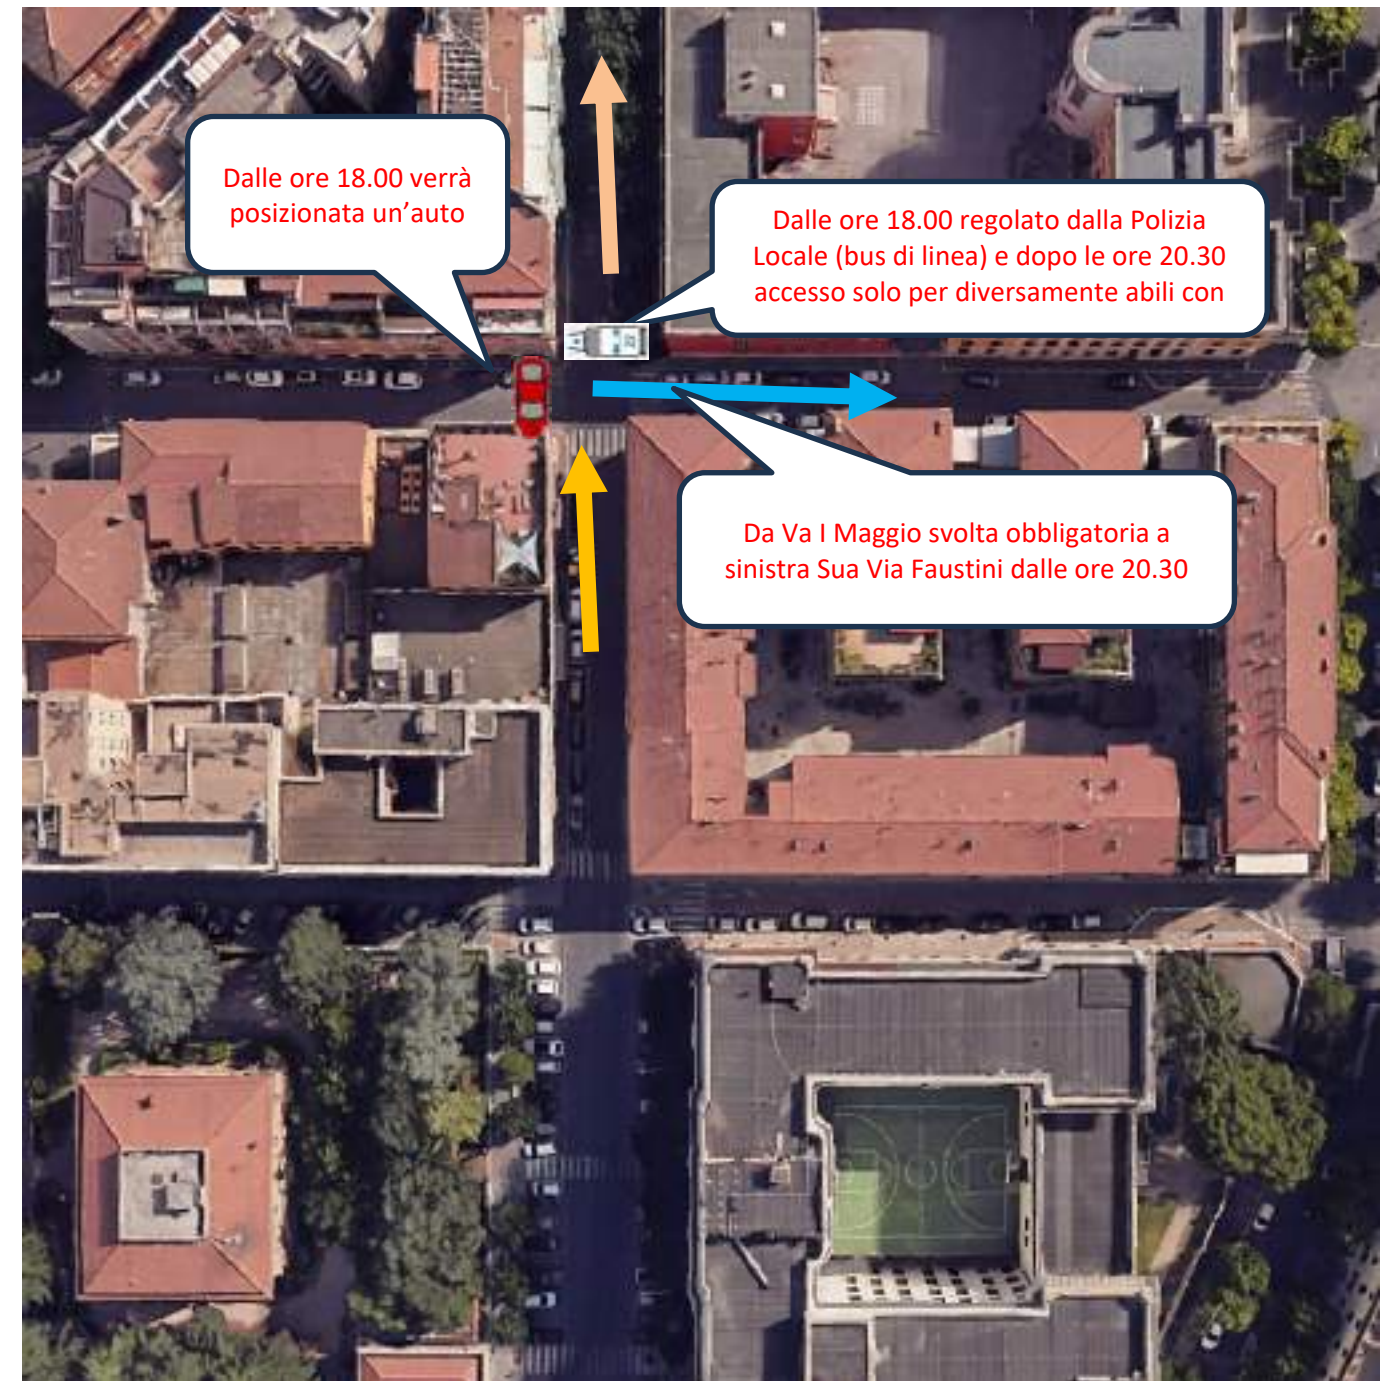 Dalle ore 18.00 verrà
posizionata un’auto
Dalle ore 18.00 regolato dalla Polizia
Locale (bus di linea) e dopo le ore 20.30
accesso solo per diversamente abili con
Da Va I Maggio svolta obbligatoria a
sinistra Sua Via Faustini dalle ore 20.30